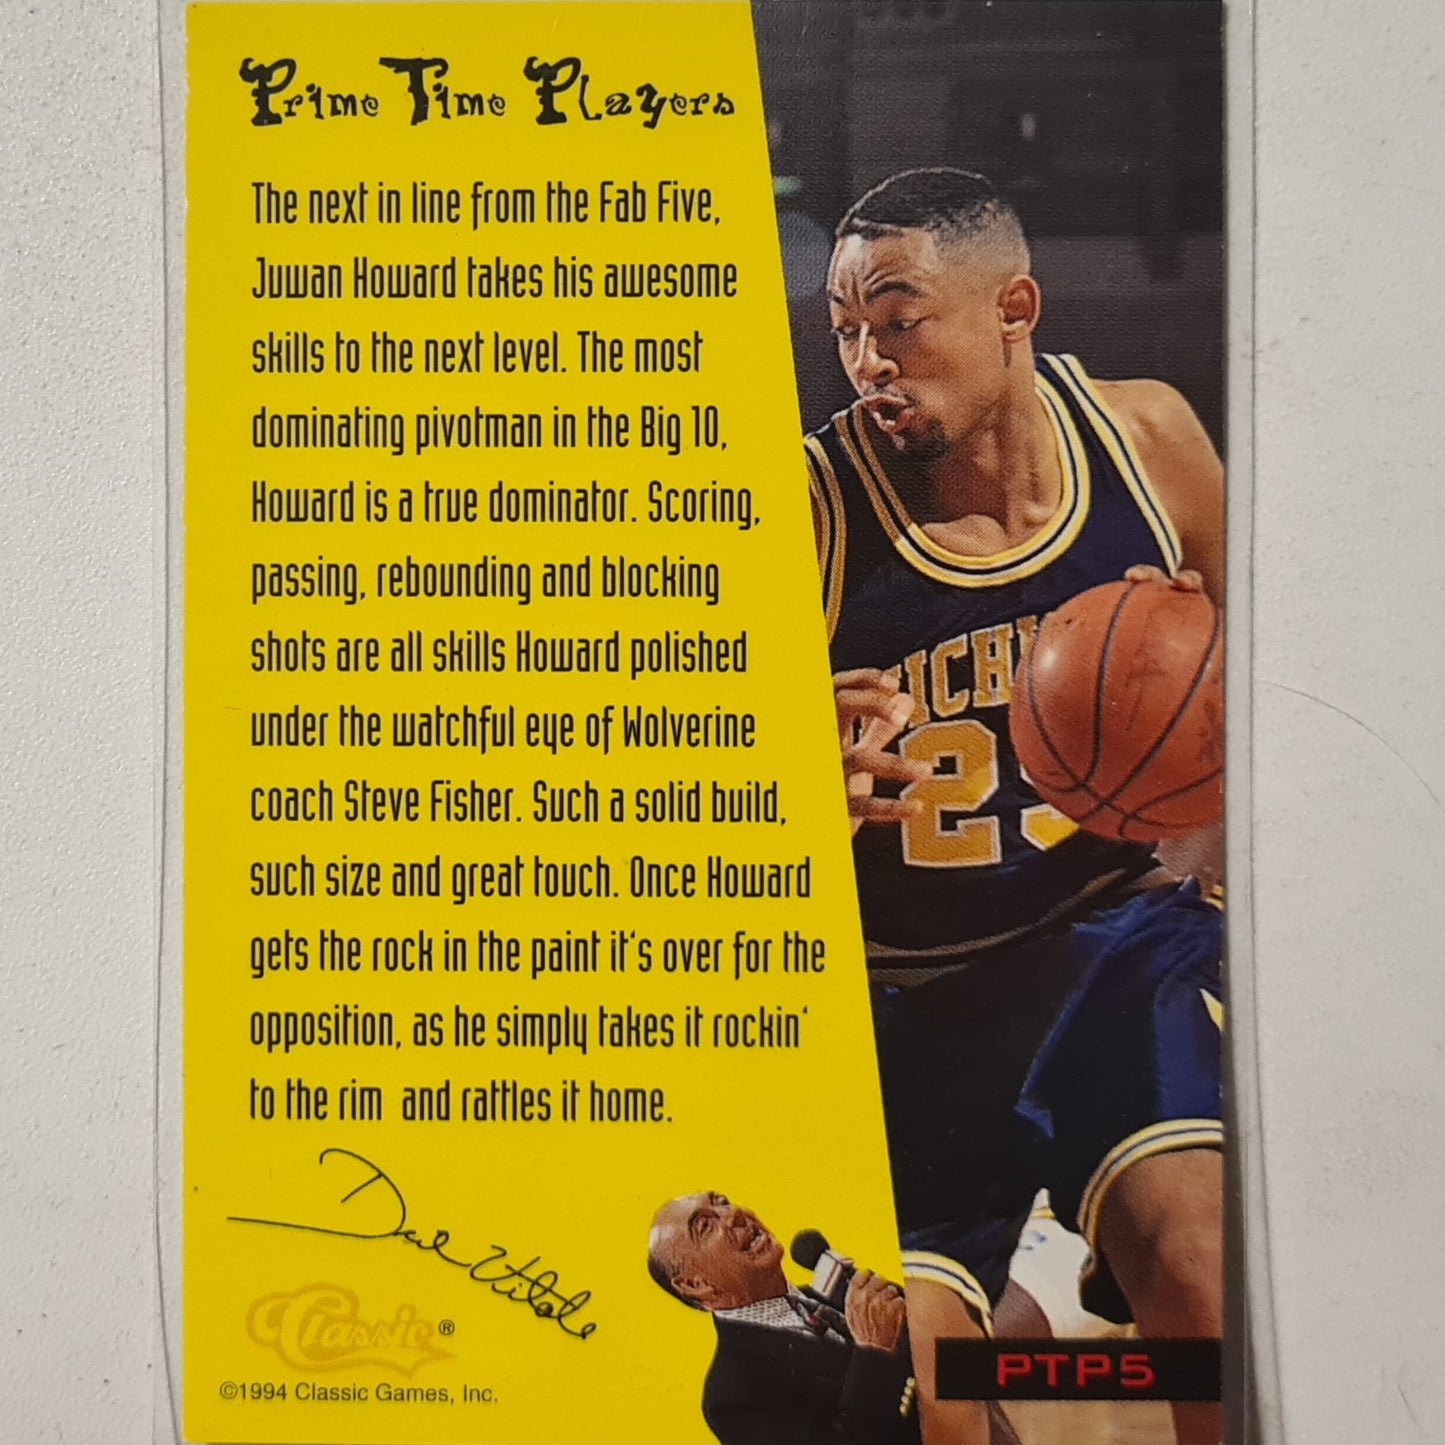 Prime Time Players
The next in line from the Fab Five,
Juwan Howard takes his awesome
skills to the next level. The most
dominating pivotman in the Big 10,
Howard is a true dominator. Scoring,
passing, rebounding and blocking
shots are all skills Howard polished
under the watchful eye of Wolverine
coach Steve Fisher. Such a solid build,
such size and great touch. Once Howard
gets the rock in the paint it's over for the
opposition, as he simply takes it rockin'
to the rim and rattles it home.
Dick Vitale
Classic®
©1994 Classic Games, Inc.
ICHI
25
PTP5